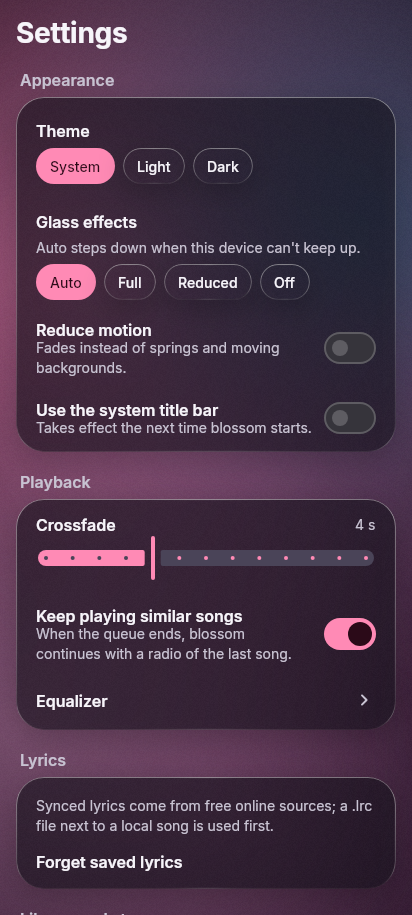 Settings
Appearance
Theme
System Light Dark
Glass effects
Auto steps down when this device can't keep up.
Auto Full Reduced Off
Reduce motion
Fades instead of springs and moving
backgrounds.
Use the system title bar
Takes effect the next time blossom starts.
Playback
Crossfade 4 s
Keep playing similar songs
When the queue ends, blossom
continues with a radio of the last song.
Equalizer
Lyrics
Synced lyrics come from free online sources; a .lrc
file next to a local song is used first.
Forget saved lyrics